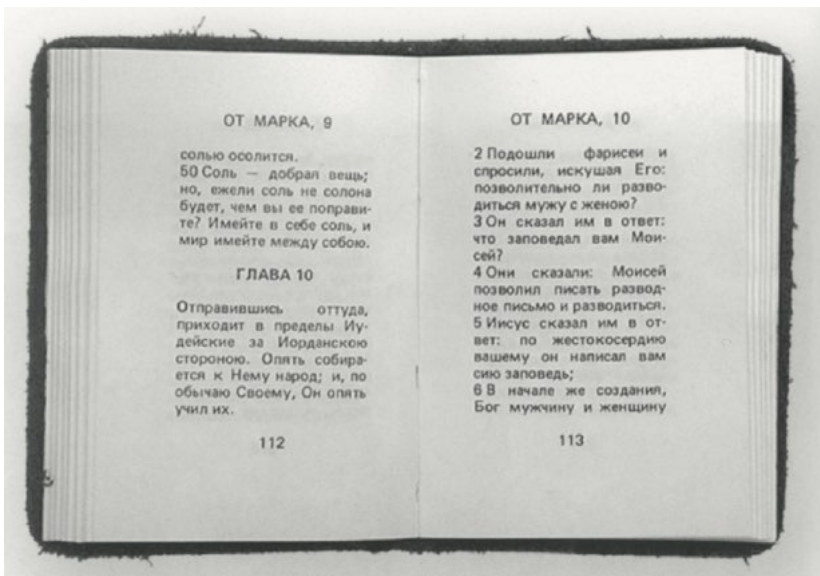 ОТ МАРКА, 9
солью осолится.
50 Соль — добрая вещь;
но, ежели соль не солона
будет, чем вы ее поправи-
те? Имейте в себе соль, и
мир имейте между собою.
ГЛАВА 10
Отправившись оттуда,
приходит в пределы Иу-
дейские за Иорданскою
стороною. Опять собира-
ется к Нему народ; и, по
обычаю Своему, Он опять
учил их.
112
ОТ МАРКА, 10
2 Подошли фарисеи и
спросили, искушая Его:
позволительно ли разво-
диться мужу с женою?
3 Он сказал им в ответ:
что заповедал вам Мои-
сей?
4 Они сказали: Моисей
позволил писать развод-
ное письмо и разводиться.
5 Иисус сказал им в от-
вет: по жестокосердию
вашему он написал вам
сию заповедь;
6 В начале же создания,
Бог мужчину и женщину
113